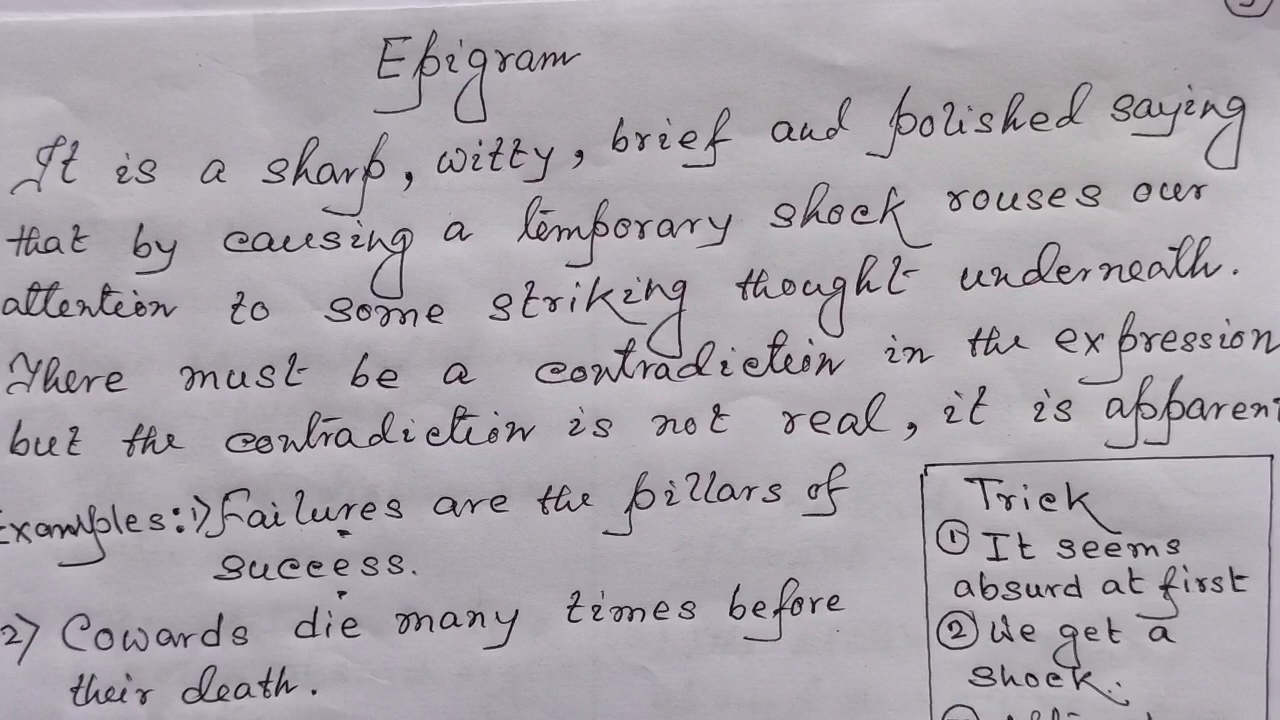 Epigram
It is a sharp, witty, brief and polished saying
that by causing a temporary shock rouses our
attention to some striking thought underneath.
There must be a contradiction in the expression
but the contradiction is not real, it is apparent
Examples:1) Failures are the pillars of
success.
2) Cowards die many times before
their death.
Trick
① It seems
absurd at first
② We get a
shock.